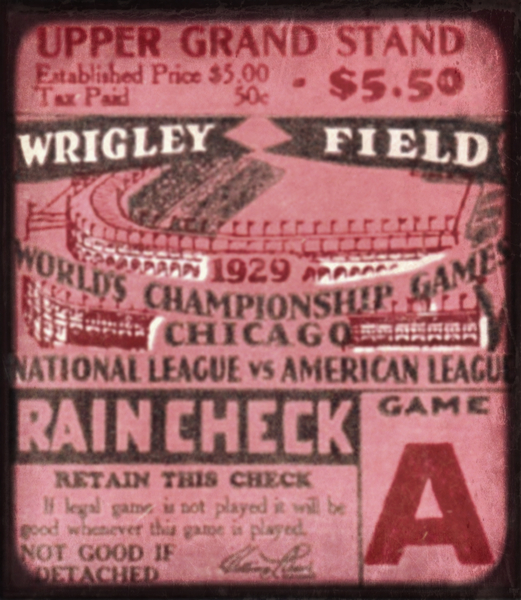 UPPER GRAND STAND
Established Price $5.00 - $5.50
Tax Paid 50c
WRIGLEY FIELD
1929
WORLD'S CHAMPIONSHIP GAMES
CHICAGO
NATIONAL LEAGUE vs AMERICAN LEAGUE
RAIN CHECK
GAME
A
RETAIN THIS CHECK
If legal game is not played it will be
good whenever this game is played.
NOT GOOD IF
DETACHED